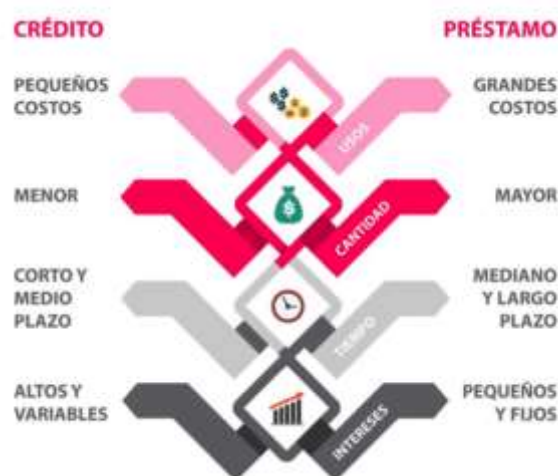 CRÉDITO
PRÉSTAMO
PEQUEÑOS
COSTOS
USOS
GRANDES
COSTOS
MENOR
CANTIDAD
MAYOR
CORTO Y
MEDIO
PLAZO
TIEMPO
MEDIANO
Y LARGO
PLAZO
ALTOS Y
VARIABLES
INTERESES
PEQUEÑOS
Y FIJOS